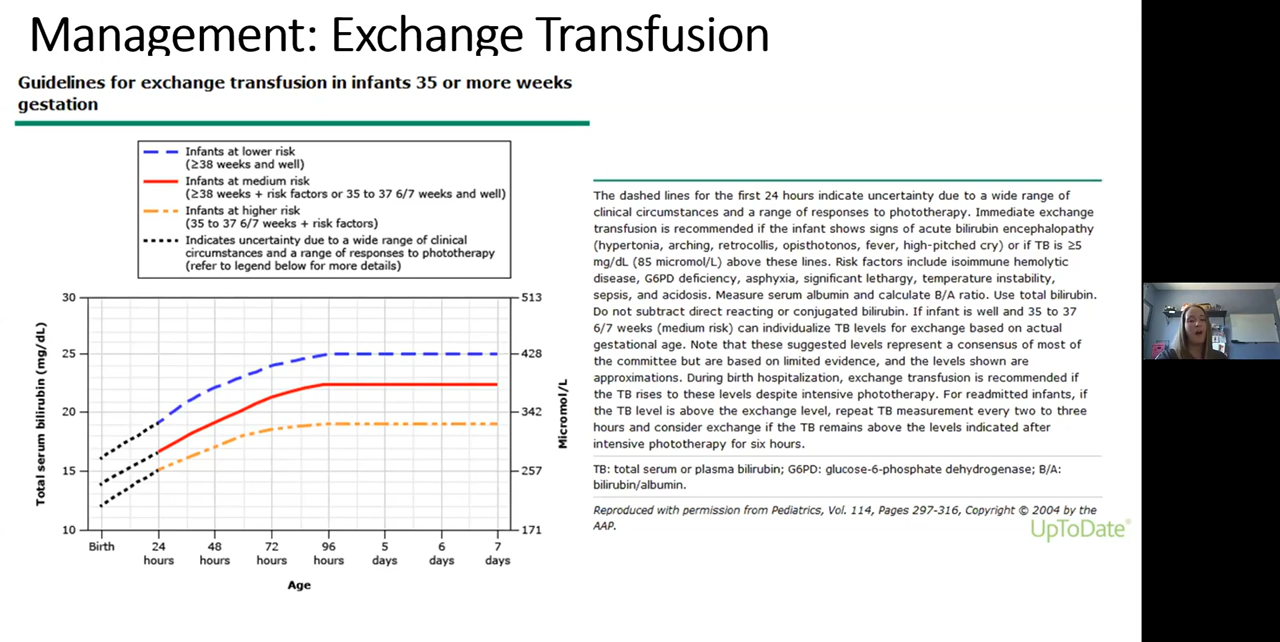 Management: Exchange Transfusion
Guidelines for exchange transfusion in infants 35 or more weeks
gestation
Infants at lower risk
(≥38 weeks and well)
Infants at medium risk
(≥38 weeks + risk factors or 35 to 37 6/7 weeks and well)
Infants at higher risk
(35 to 37 6/7 weeks + risk factors)
Indicates uncertainty due to a wide range of clinical
circumstances and a range of responses to phototherapy
(refer to legend below for more details)
Total serum bilirubin (mg/dL)
30
25
20
15
10
513
428
342
257
171
Micromol/L
Birth
24
hours
48
hours
72
hours
96
hours
5
days
6
days
7
days
Age
The dashed lines for the first 24 hours indicate uncertainty due to a wide range of
clinical circumstances and a range of responses to phototherapy. Immediate exchange
transfusion is recommended if the infant shows signs of acute bilirubin encephalopathy
(hypertonia, arching, retrocollis, opisthotonos, fever, high-pitched cry) or if TB is ≥5
mg/dL (85 micromol/L) above these lines. Risk factors include isoimmune hemolytic
disease, G6PD deficiency, asphyxia, significant lethargy, temperature instability,
sepsis, and acidosis. Measure serum albumin and calculate B/A ratio. Use total bilirubin.
Do not subtract direct reacting or conjugated bilirubin. If infant is well and 35 to 37
6/7 weeks (medium risk) can individualize TB levels for exchange based on actual
gestational age. Note that these suggested levels represent a consensus of most of
the committee but are based on limited evidence, and the levels shown are
approximations. During birth hospitalization, exchange transfusion is recommended if
the TB rises to these levels despite intensive phototherapy. For readmitted infants, if
the TB level is above the exchange level, repeat TB measurement every two to three
hours and consider exchange if the TB remains above the levels indicated after
intensive phototherapy for six hours.
TB: total serum or plasma bilirubin; G6PD: glucose-6-phosphate dehydrogenase; B/A:
bilirubin/albumin.
Reproduced with permission from Pediatrics, Vol. 114, Pages 297-316, Copyright © 2004 by the
AAP.
UpToDate®